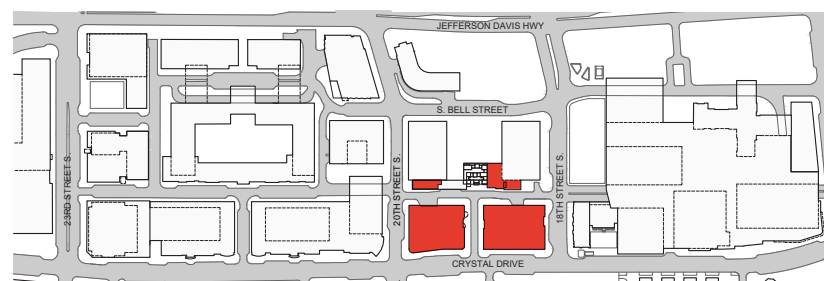 JEFFERSON DAVIS HWY
S. BELL STREET
23RD STREET S.
20TH STREET S.
18TH STREET S.
CRYSTAL DRIVE